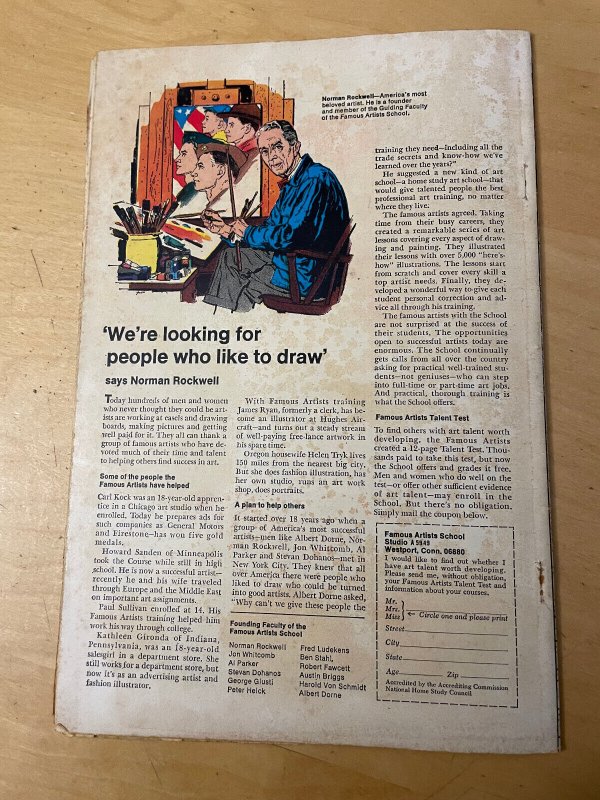 Norman Rockwell—America's most
beloved artist. He is a founder
and member of the Guiding Faculty
of the Famous Artists School.
'We're looking for
people who like to draw'
says Norman Rockwell
Today hundreds of men and women
who never thought they could be art-
ists are working at easels and drawing
boards, making pictures and getting
well paid for it. They all can thank a
group of famous artists who have de-
voted much of their time and talent
to helping others find success in art.
Some of the people the
Famous Artists have helped
Carl Kock was an 18-year-old appren-
tice in a Chicago art studio when he
enrolled. Today he prepares ads for
such companies as General Motors
and Firestone—has won five gold
medals.
Howard Sanden of Minneapolis
took the Course while still in high
school. He is now a successful artist—
recently he and his wife traveled
through Europe and the Middle East
on important art assignments.
Paul Sullivan enrolled at 14. His
Famous Artists training helped him
work his way through college.
Kathleen Gironda of Indiana,
Pennsylvania, was an 18-year-old
salesgirl in a department store. She
still works for a department store, but
now it's as an advertising artist and
fashion illustrator.
With Famous Artists training
James Ryan, formerly a clerk, has be-
come an illustrator at Hughes Air-
craft—and turns out a steady stream
of well-paying free-lance artwork in
his spare time.
Oregon housewife Helen Tryk lives
150 miles from the nearest big city.
But she does fashion illustration, has
her own studio, runs an art work
shop, does portraits.
A plan to help others
It started over 18 years ago when a
group of America's most successful
artists—men like Albert Dorne, Nor-
man Rockwell, Jon Whitcomb, Al
Parker and Stevan Dohanos—met in
New York City. They knew that all
over America there were people who
liked to draw who could be turned
into good artists. Albert Dorne asked,
"Why can't we give these people the
Founding Faculty of the
Famous Artists School
Norman Rockwell
Jon Whitcomb
Al Parker
Stevan Dohanos
George Giusti
Peter Helck
Fred Ludekens
Ben Stahl,
Robert Fawcett
Austin Briggs
Harold Von Schmidt
Albert Dorne
training they need—including all the
trade secrets and know-how we've
learned over the years?"
He suggested a new kind of art
school—a home study art school—that
would give talented people the best
professional art training, no matter
where they live.
The famous artists agreed. Taking
time from their busy careers, they
created a remarkable series of art
lessons covering every aspect of draw-
ing and painting. They illustrated
their lessons with over 5,000 "here's-
how" illustrations. The lessons start
from scratch and cover every skill a
top artist needs. Finally, they de-
veloped a wonderful way to give each
student personal correction and ad-
vice all through his training.
The famous artists with the School
are not surprised at the success of
their students. The opportunities
open to successful artists today are
enormous. The School continually
gets calls from all over the country
asking for practical well-trained stu-
dents—not geniuses—who can step
into full-time or part-time art jobs.
And practical, thorough training is
what the School offers.
Famous Artists Talent Test
To find others with art talent worth
developing, the Famous Artists
created a 12-page Talent Test. Thou-
sands paid to take this test, but now
the School offers and grades it free.
Men and women who do well on the
test—or offer other sufficient evidence
of art talent—may enroll in the
School. But there's no obligation.
Simply mail the coupon below.
Famous Artists School
Studio
Westport, Conn. 06880
I would like to find out whether I
have art talent worth developing.
Please send me, without obligation,
your Famous Artists Talent Test and
information about your courses.
Mr.
Mrs.
Miss
← Circle one and please print
Street
City
State
Age Zip
Accredited by the Accrediting Commission
National Home Study Council